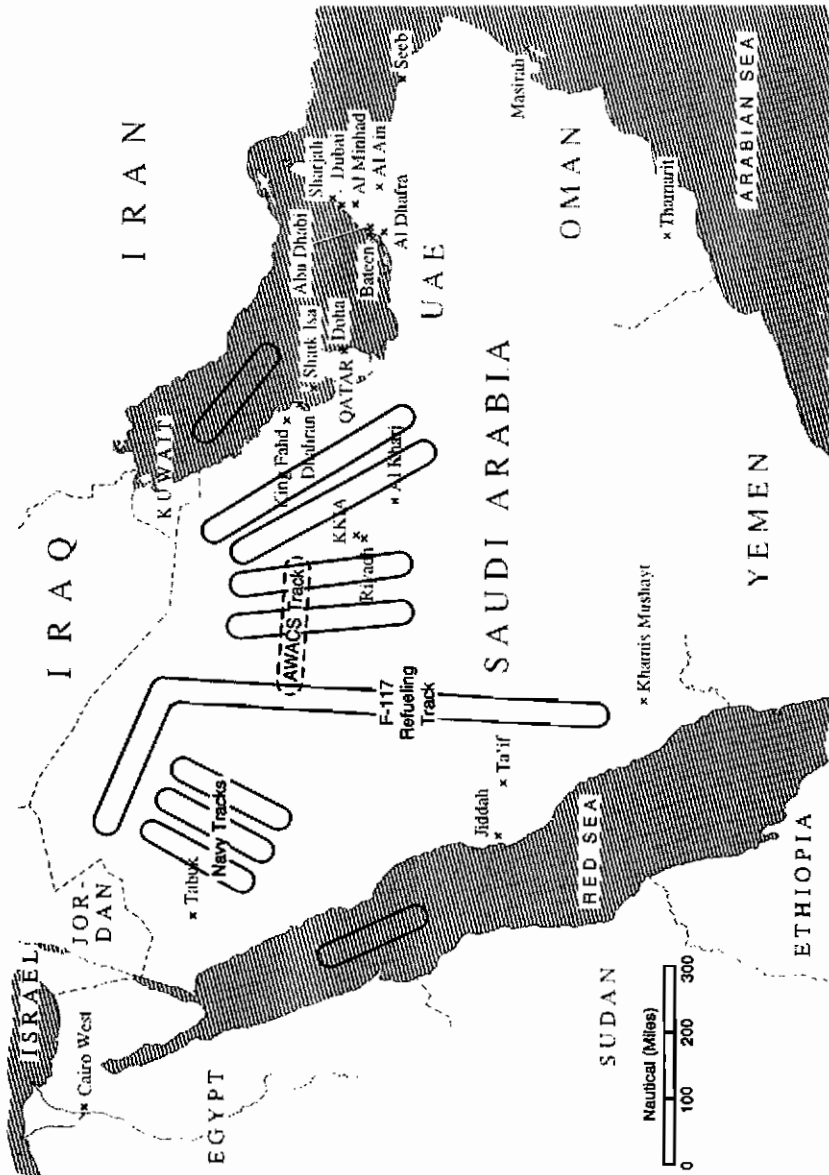 ISRAEL
Cairo West
JOR-
DAN
EGYPT
Tabuk
Navy Tracks
IRAQ
IRAN
KUWAIT
AWACS Track
F-117
Refueling
Track
King Fahd
Dhahran
Shaik Isa
KKIA
Riyadh
Al Kharj
QATAR
Doha
Abu Dhabi
Bateen
Sharjah
Dubai
Al Minhad
Al Ain
Al Dhafra
Seeb
UAE
SAUDI ARABIA
OMAN
Masirah
Jiddah
Ta'if
Khamis Mushayt
Thamarit
RED SEA
ARABIAN SEA
YEMEN
SUDAN
ETHIOPIA
Nautical (Miles)
0 100 200 300